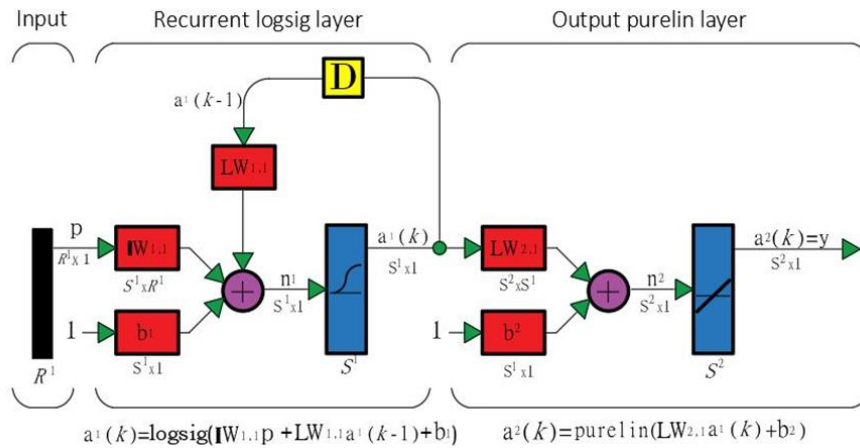 Input
Recurrent logsig layer
Output purelin layer
D
a¹(k-1)
LW₁,₁
p
R¹x 1
IW₁,₁
S¹xR¹
1
b₁
S¹x1
+
n¹
S¹x1
S¹
a¹(k)
S¹x1
LW₂,₁
S²xS¹
1
b²
S¹x1
+
n²
S²x1
S²
a²(k)=y
S²x1
R¹
a¹(k)=logsig(IW₁,₁p +LW₁,₁a¹(k-1)+b₁)
a²(k)=purelin(LW₂,₁a¹(k)+b₂)